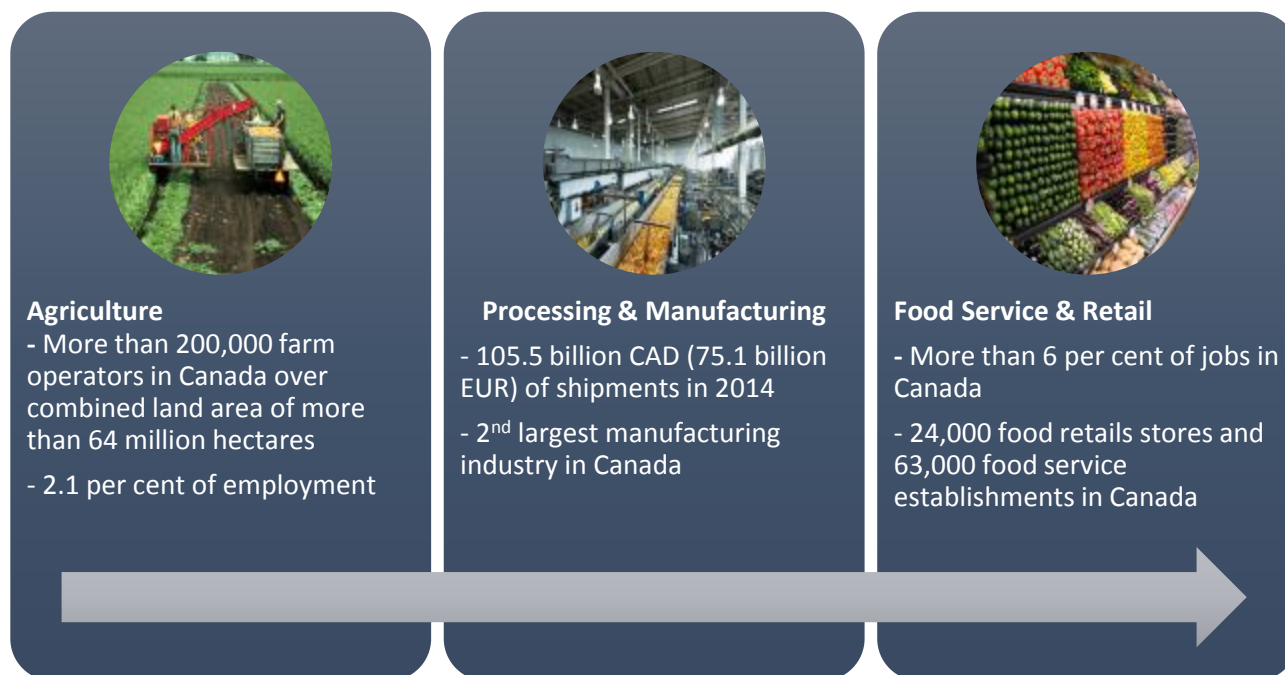 Agriculture
- More than 200,000 farm
operators in Canada over
combined land area of more
than 64 million hectares
- 2.1 per cent of employment
Processing & Manufacturing
- 105.5 billion CAD (75.1 billion
EUR) of shipments in 2014
- 2nd largest manufacturing
industry in Canada
Food Service & Retail
- More than 6 per cent of jobs in
Canada
- 24,000 food retails stores and
63,000 food service
establishments in Canada